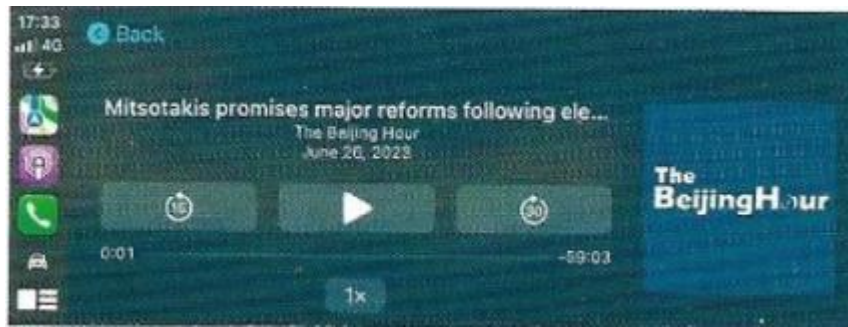 17:33
4G
Back
Mitsotakis promises major reforms following ele...
The Beijing Hour
June 26, 2023
15
30
0:01
-59:03
1x
The
BeijingHour